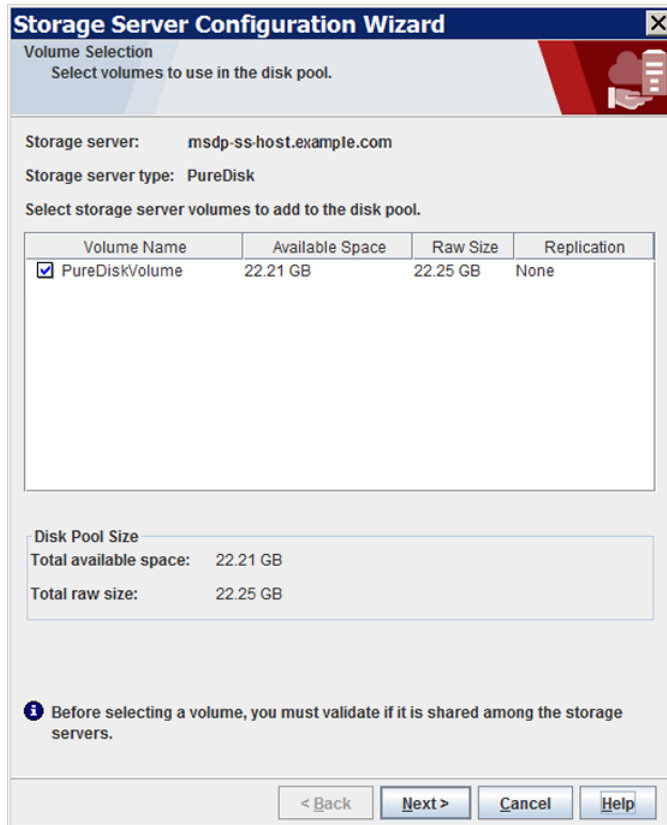 Storage Server Configuration Wizard
Volume Selection
Select volumes to use in the disk pool.
Storage server: msdp-ss-host.example.com
Storage server type: PureDisk
Select storage server volumes to add to the disk pool.
Volume Name Available Space Raw Size Replication
PureDiskVolume 22.21 GB 22.25 GB None
Disk Pool Size
Total available space: 22.21 GB
Total raw size: 22.25 GB
Before selecting a volume, you must validate if it is shared among the storage
servers.
< Back Next > Cancel Help